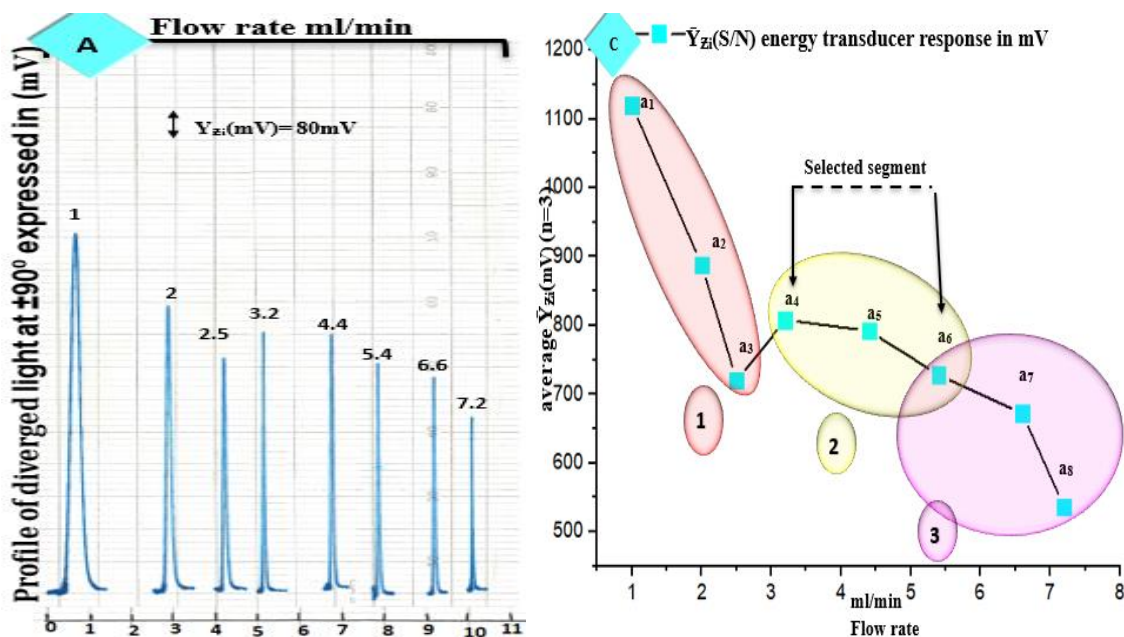 A
Flow rate ml/min
Profile of diverged light at ±90⁰ expressed in (mV)
Yzi(mV)= 80mV
1
2
2.5
3.2
4.4
5.4
6.6
7.2
0 1 2 3 4 5 6 7 8 9 10 11
C
Ȳzi(S/N) energy transducer response in mV
average Ȳzi(mV) (n=3)
1200
1100
1000
900
800
700
600
500
a1
a2
a3
Selected segment
a4
a5
a6
a7
a8
1
2
3
1 2 3 4 5 6 7 8
ml/min
Flow rate